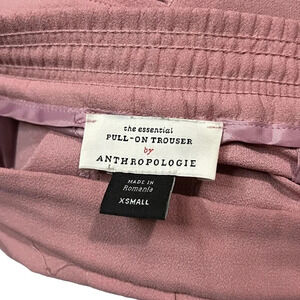 the essential
PULL-ON TROUSER
by
ANTHROPOLOGIE
MADE IN
Romania
XSMALL